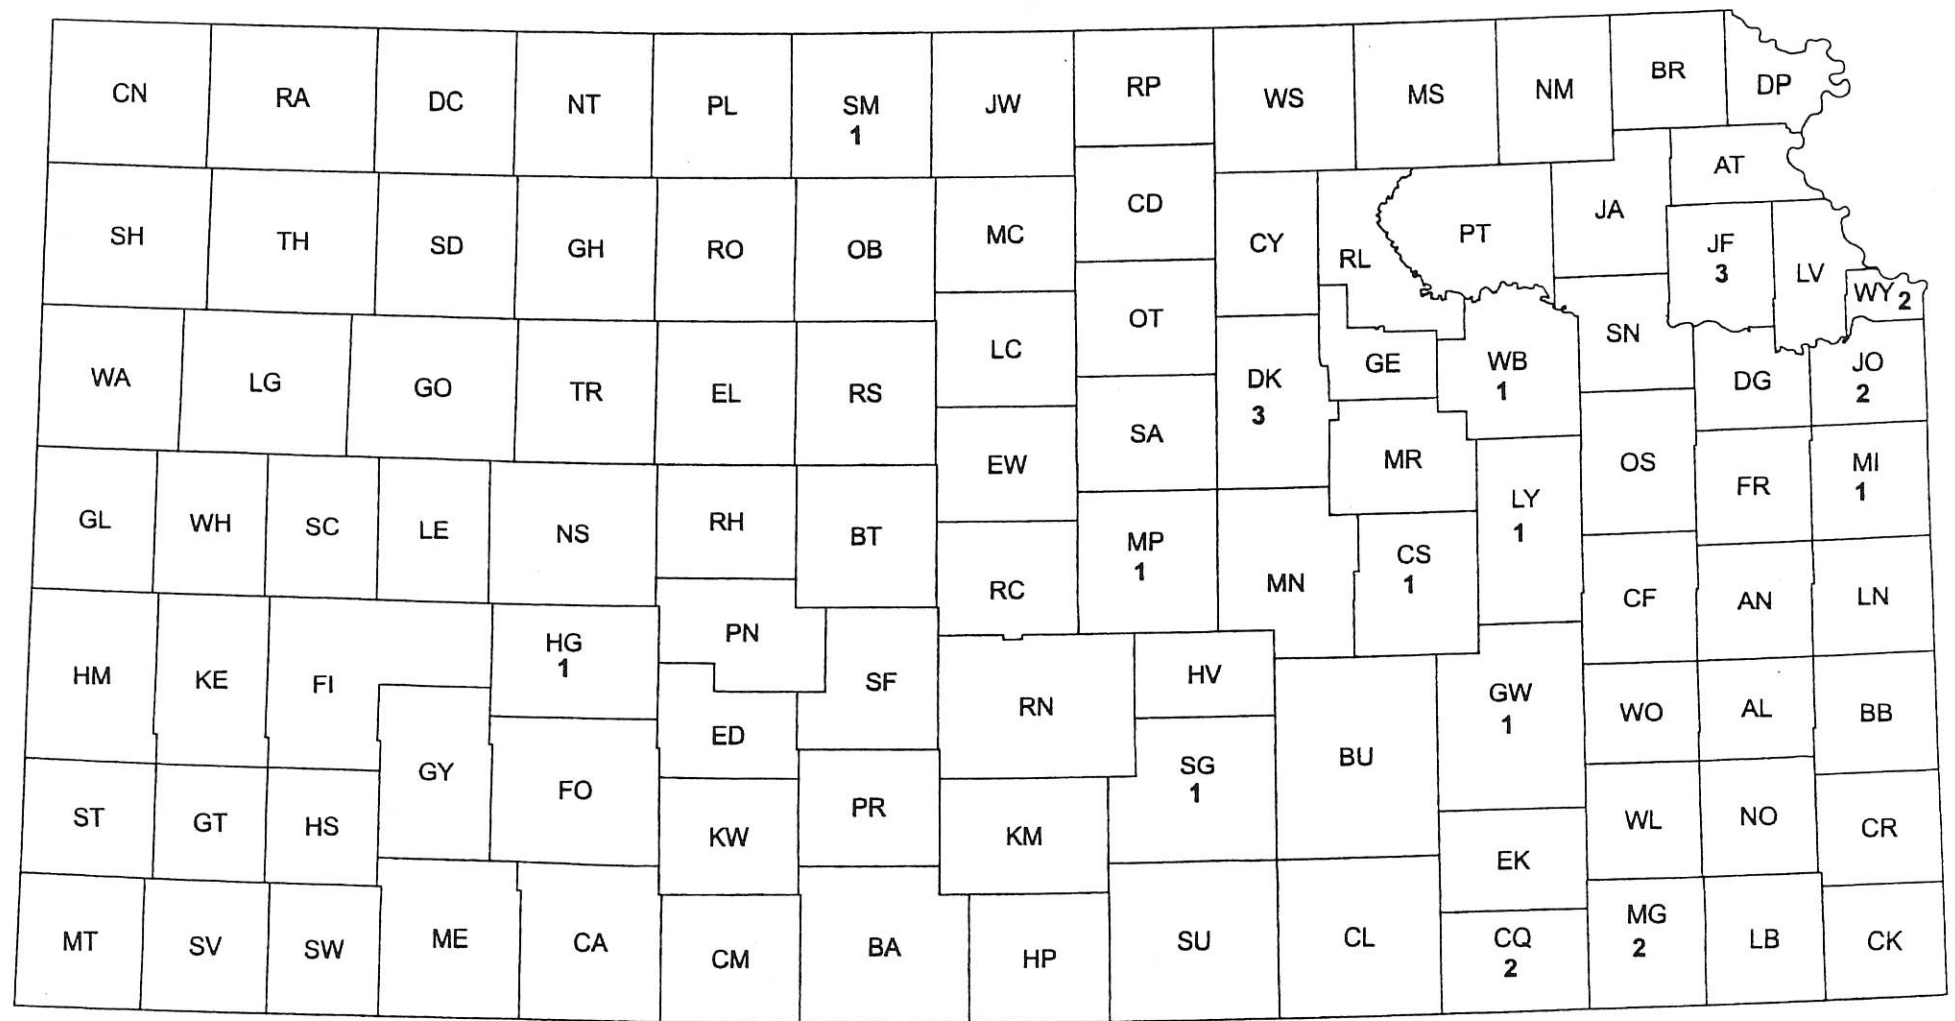 CN RA DC NT PL SM JW RP WS MS NM BR DP
1
SH TH SD GH RO OB MC CD CY RL PT JA AT
JF LV WY 2
3
WA LG GO TR EL RS LC OT DK GE WB SN DG JO
3 1 2
GL WH SC LE NS RH BT EW SA MR LY OS FR MI
1 1
RC MP MN CS CF AN LN
1 1
HM KE FI HG PN SF RN HV GW WO AL BB
1 1
ED
ST GT HS GY FO KW PR KM SG BU EK WL NO CR
1
MT SV SW ME CA CM BA HP SU CL CQ MG LB CK
2 2